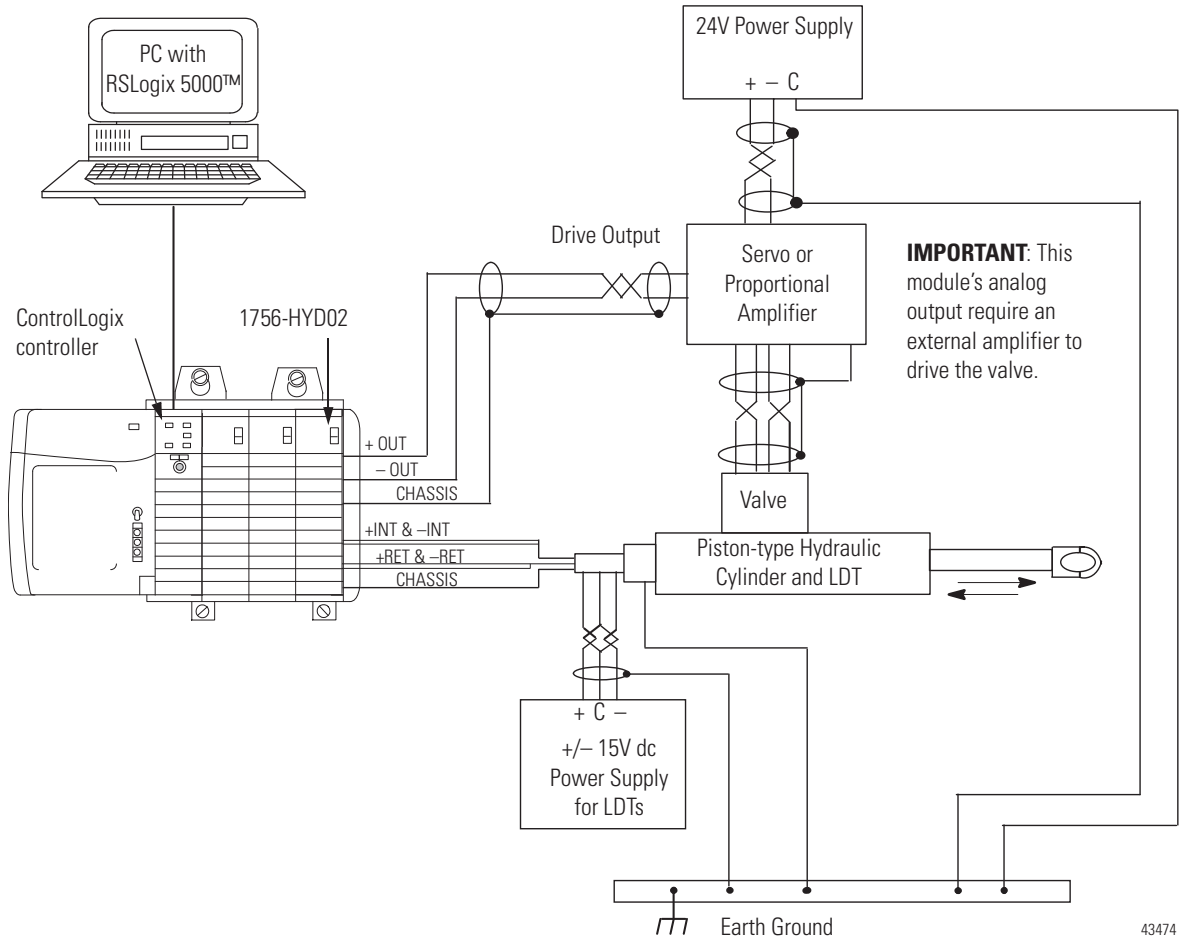 PC with
RSLogix 5000™
24V Power Supply
+ – C
Drive Output
Servo or
Proportional
Amplifier
IMPORTANT: This
module's analog
output require an
external amplifier to
drive the valve.
ControlLogix
controller
1756-HYD02
+ OUT
– OUT
CHASSIS
+INT & –INT
+RET & –RET
CHASSIS
Valve
Piston-type Hydraulic
Cylinder and LDT
+ C –
+/– 15V dc
Power Supply
for LDTs
Earth Ground
43474